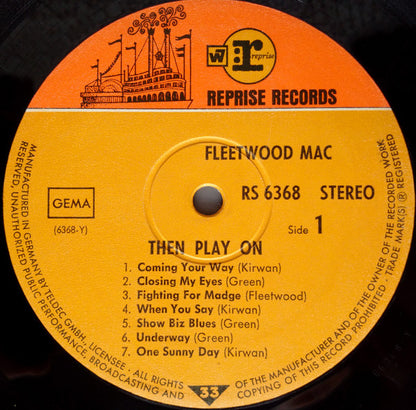 W r reprise
REPRISE RECORDS
FLEETWOOD MAC
RS 6368 STEREO
Side 1
GEMA
(6368-Y)
THEN PLAY ON
1. Coming Your Way (Kirwan)
2. Closing My Eyes (Green)
3. Fighting For Madge (Fleetwood)
4. When You Say (Kirwan)
5. Show Biz Blues (Green)
6. Underway (Green)
7. One Sunny Day (Kirwan)
33
MANUFACTURED IN GERMANY BY TELDEC GMBH, LICENSEE · ALL RIGHTS OF THE MANUFACTURER AND OF THE OWNER OF THE RECORDED WORK
RESERVED, UNAUTHORIZED PUBLIC PERFORMANCE, BROADCASTING AND COPYING OF THIS RECORD PROHIBITED · TRADE MARK(S) ® REGISTERED